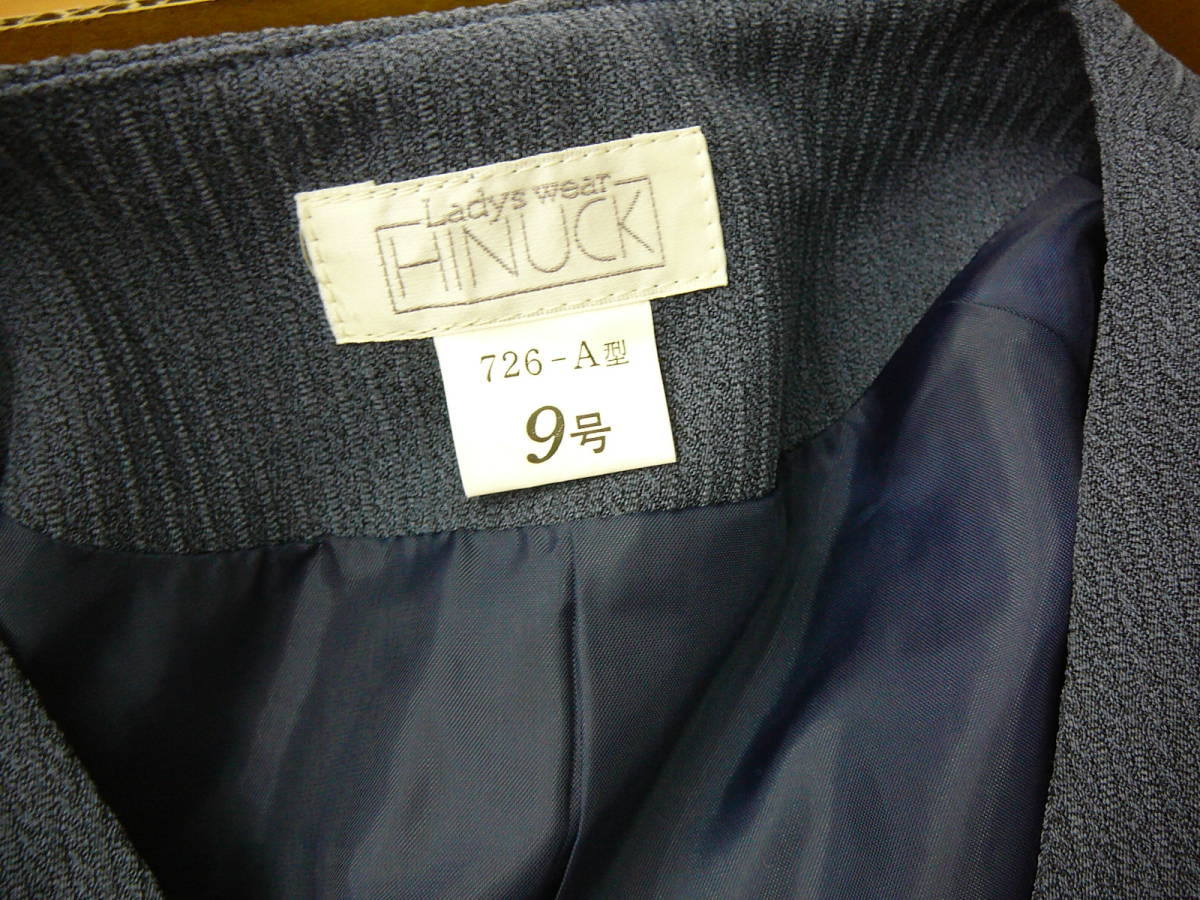 Ladys wear
HINUCK
726-A型
9号